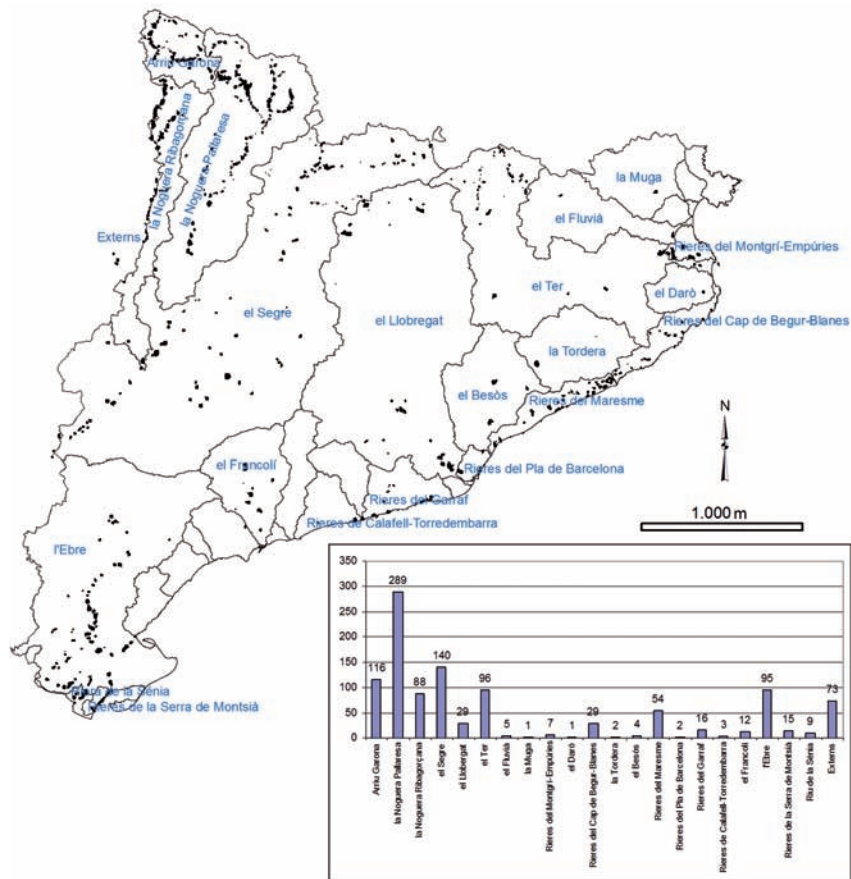 Arriu Garona
la Noguera Ribagorçana
la Noguera Pallaresa
la Muga
el Fluvià
Externs
Rieres del Montgrí-Empúries
el Ter
el Darò
el Segre
el Llobregat
Rieres del Cap de Begur-Blanes
la Tordera
el Besòs
Rieres del Maresme
N
el Francolí
Rieres del Pla de Barcelona
Rieres del Garraf
Rieres de Calafell-Torredembarra
1.000 m
l'Ebre
Riera de la Sénia
Rieres de la Serra de Montsià
350
300
250
200
150
100
50
0
116
289
88
140
29
96
5
1
7
1
29
2
4
54
2
16
3
12
95
15
9
73
Arriu Garona
la Noguera Pallaresa
la Noguera Ribagorçana
el Segre
el Llobregat
el Ter
el Fluvià
la Muga
Rieres del Montgrí-Empúries
el Daró
Rieres del Cap de Begur-Blanes
la Tordera
el Besòs
Rieres del Maresme
Rieres del Pla de Barcelona
Rieres del Garraf
Rieres de Calafell-Torredembarra
el Francolí
l'Ebre
Rieres de la Serra de Montsià
Riu de la Sénia
Externs